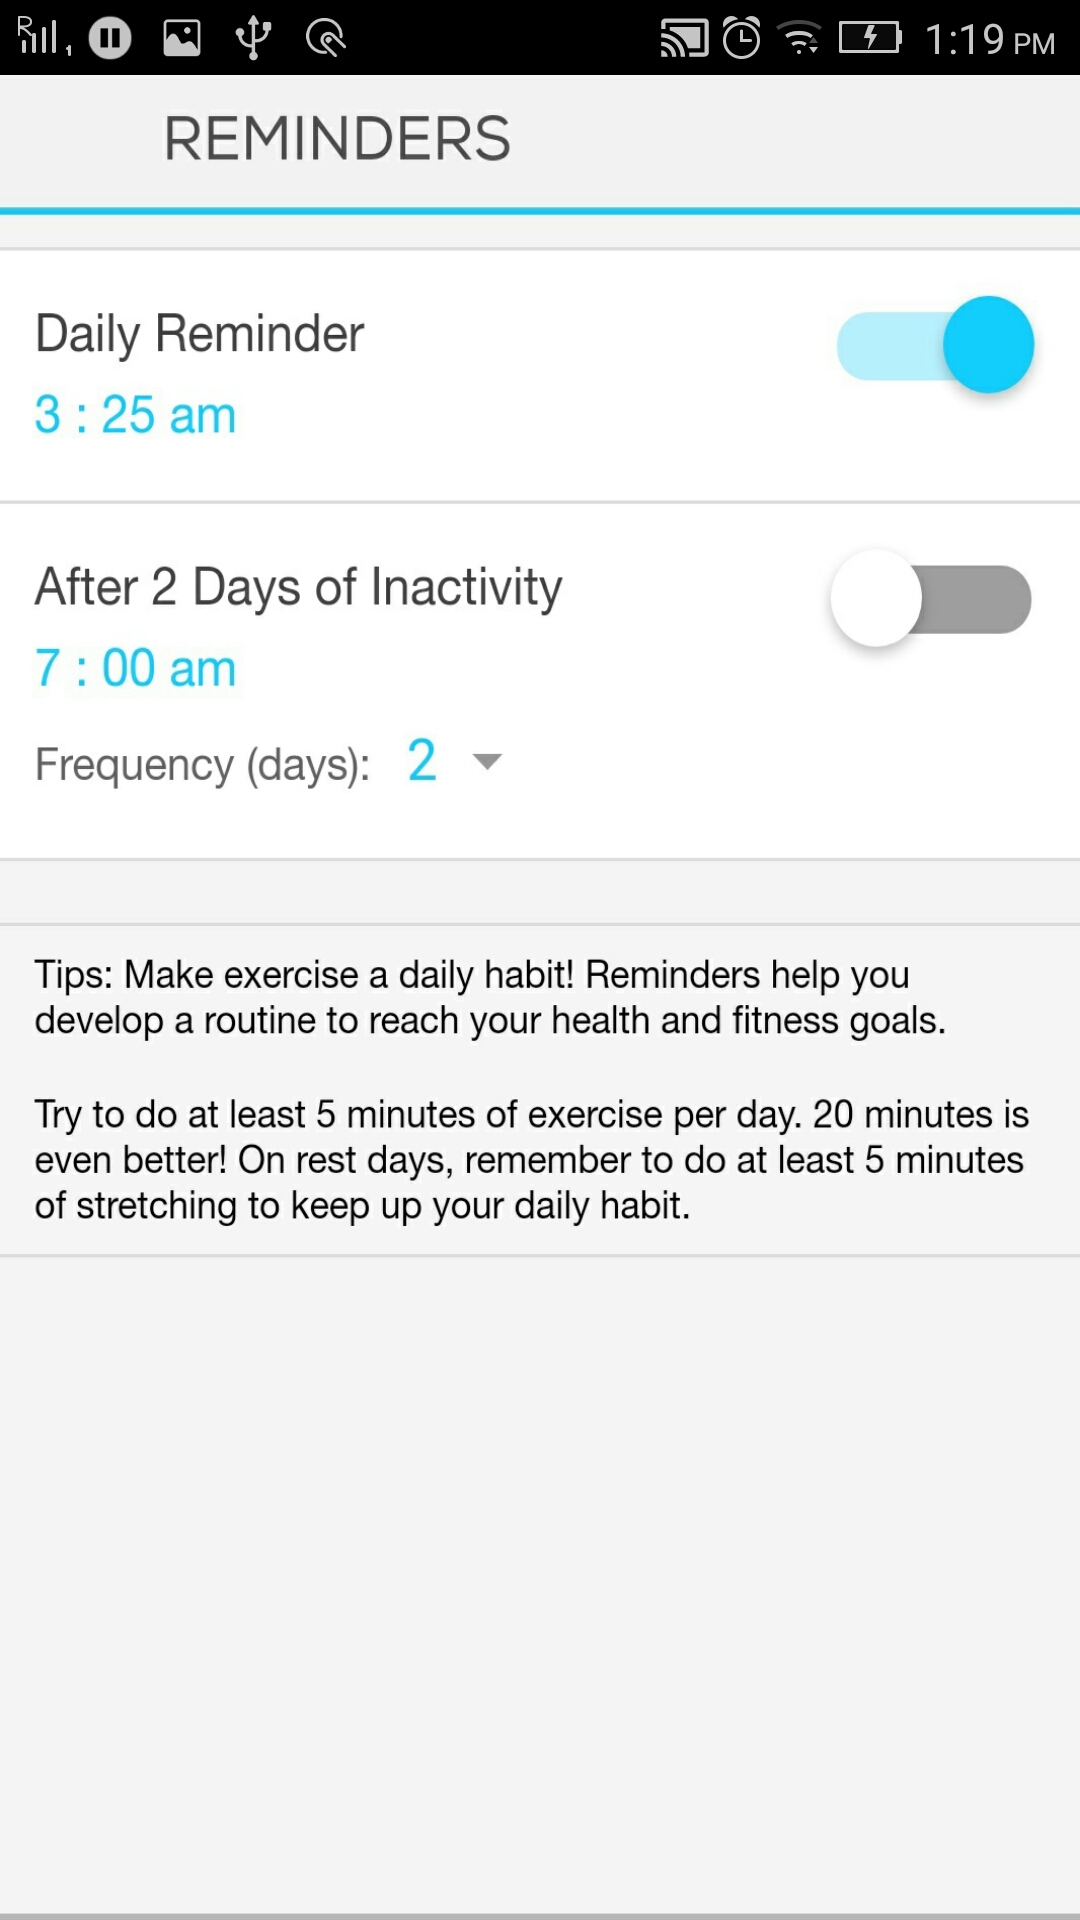 R 1 1:19 PM
REMINDERS
Daily Reminder
3 : 25 am
After 2 Days of Inactivity
7 : 00 am
Frequency (days): 2
Tips: Make exercise a daily habit! Reminders help you
develop a routine to reach your health and fitness goals.
Try to do at least 5 minutes of exercise per day. 20 minutes is
even better! On rest days, remember to do at least 5 minutes
of stretching to keep up your daily habit.